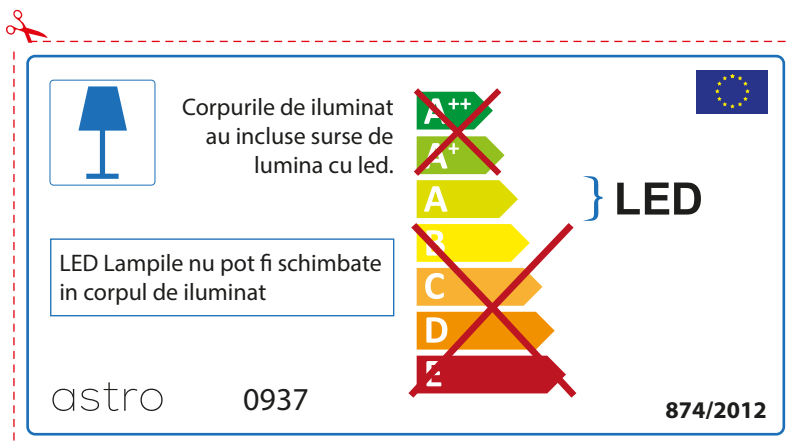 Corpurile de iluminat
au incluse surse de
lumina cu led.
A++
A+
A
B
C
D
E
LED
LED Lampile nu pot fi schimbate
in corpul de iluminat
astro
0937
874/2012